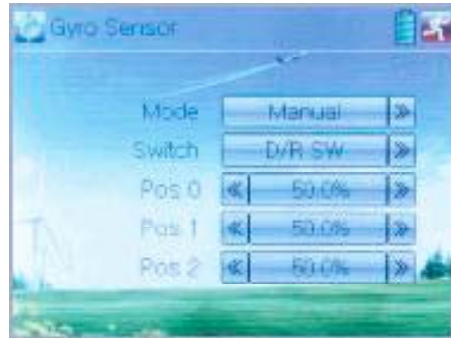 Gyro Sensor
Mode Manual »
Switch D/R SW »
Pos 0 « 50.0% »
Pos 1 « 50.0% »
Pos 2 « 50.0% »